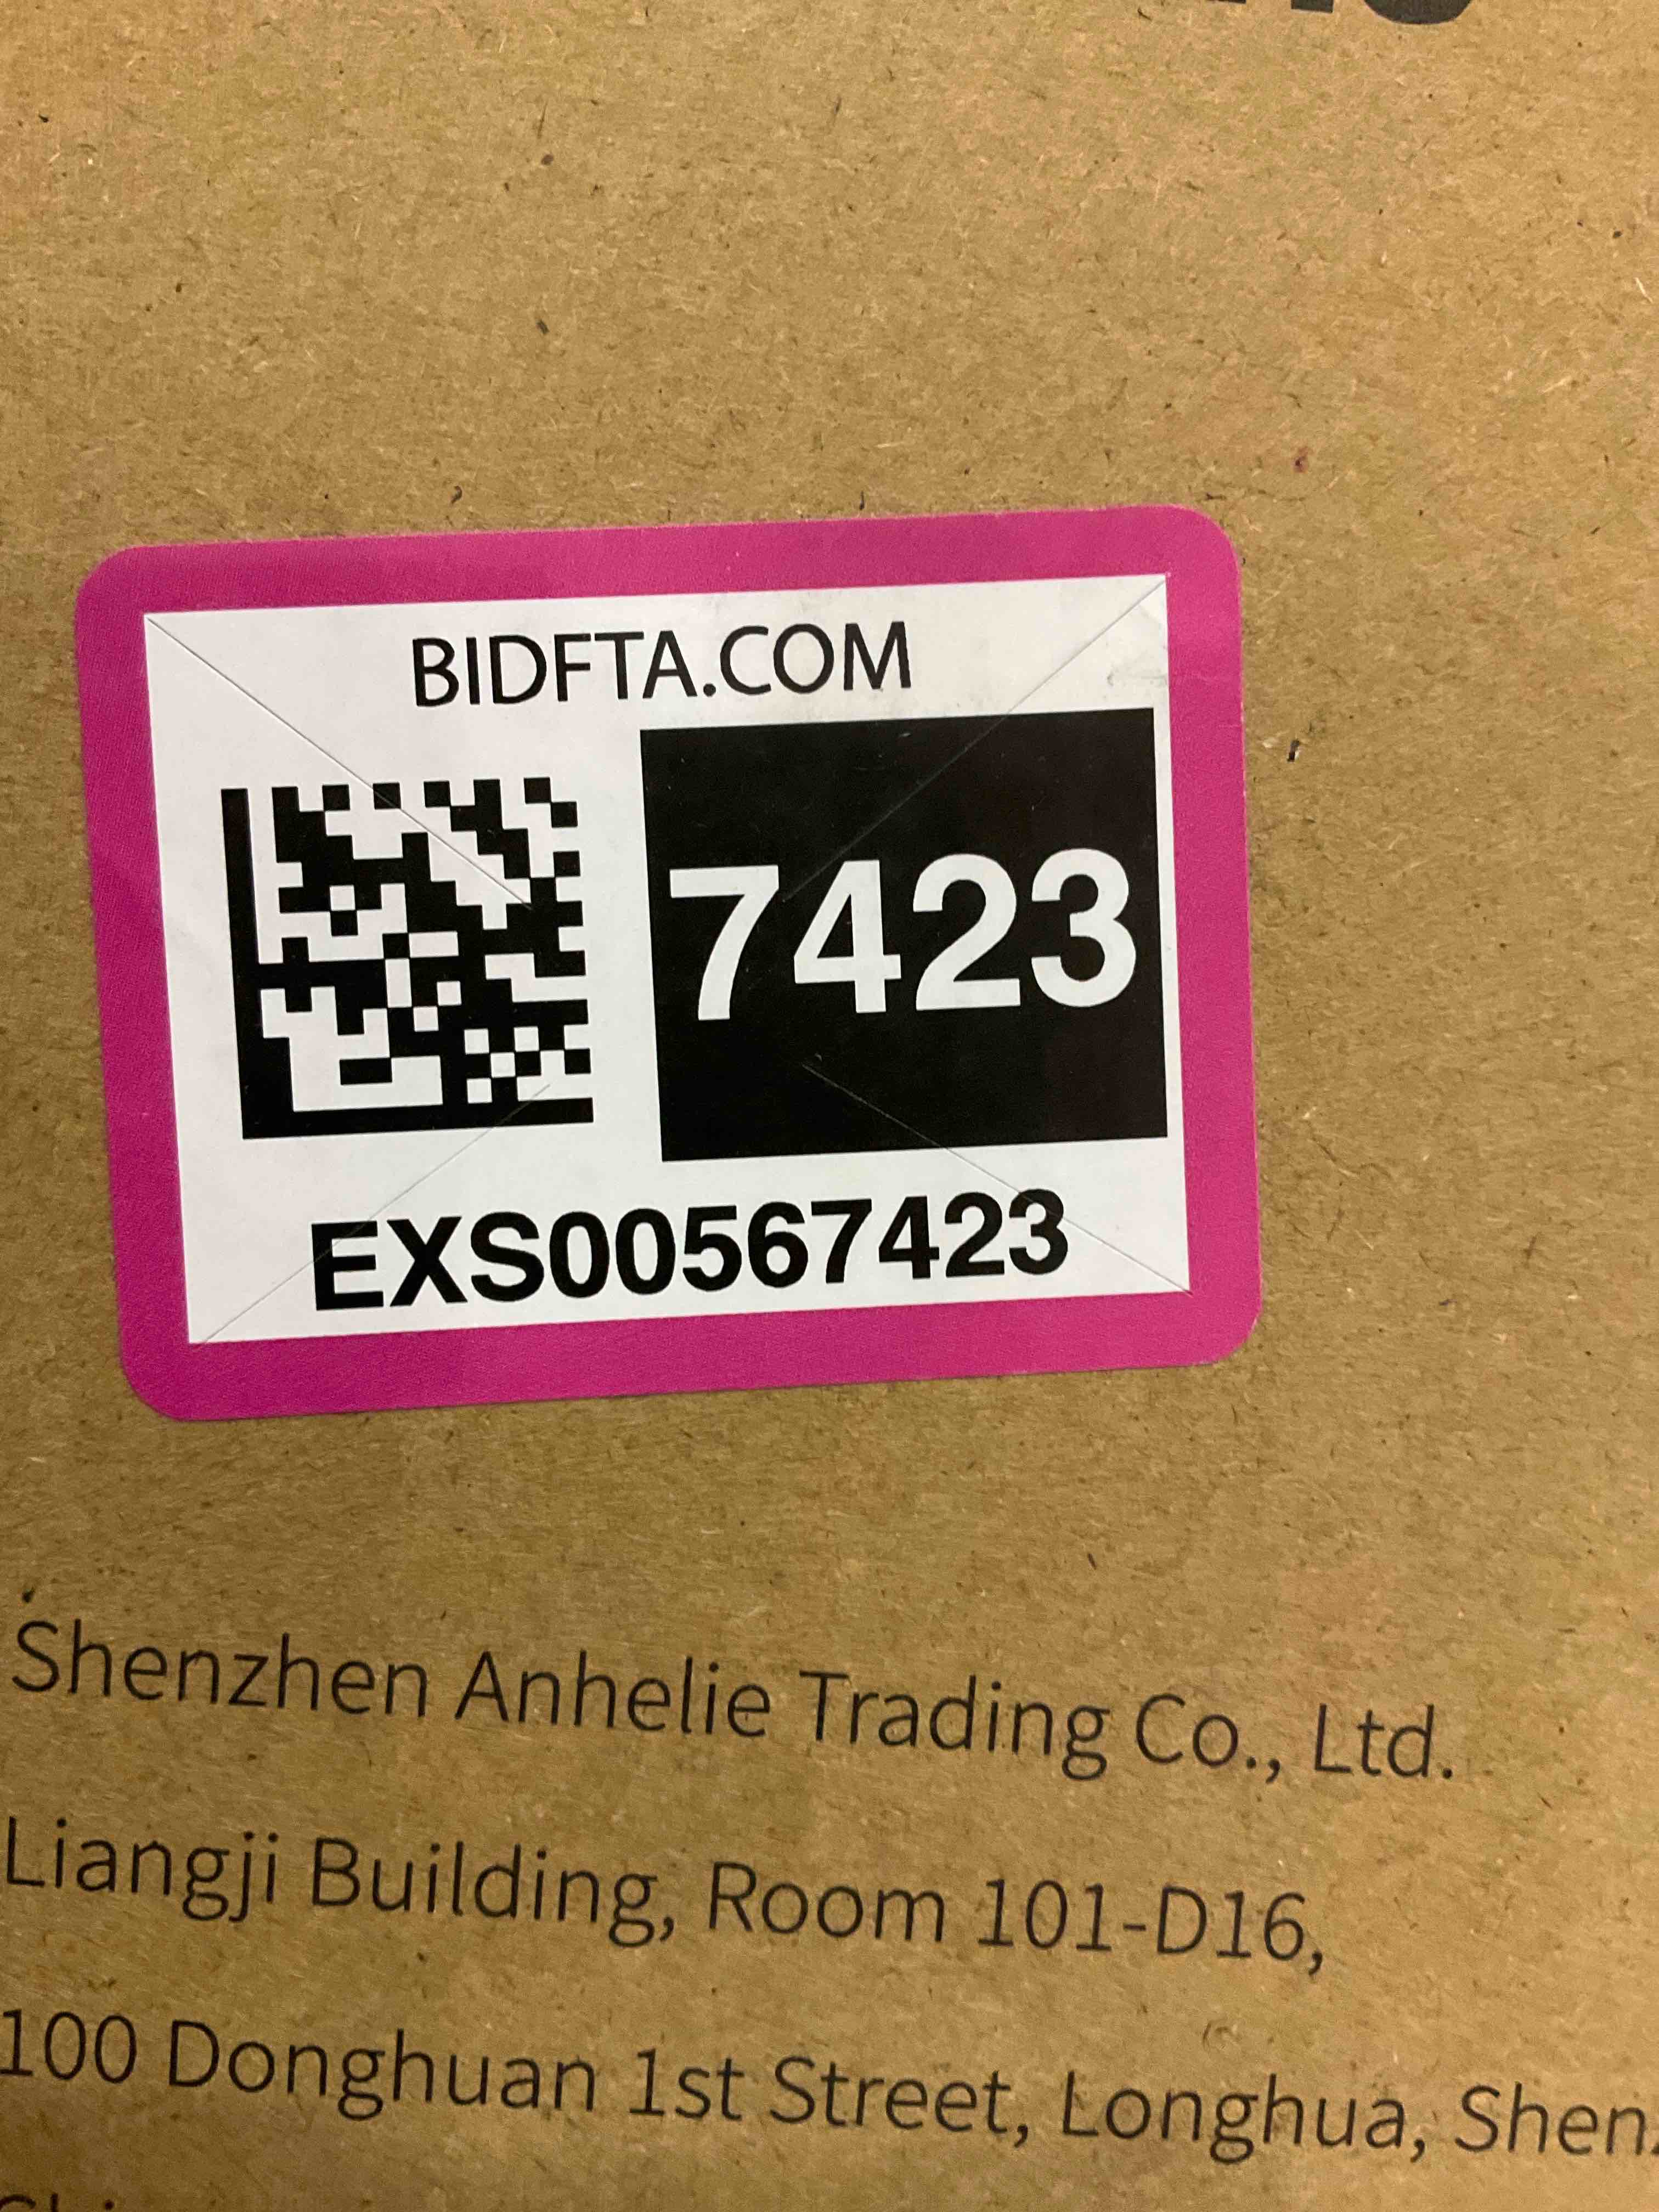 BIDFTA.COM
7423
EXS00567423
Shenzhen Anhelie Trading Co., Ltd.
Liangji Building, Room 101-D16,
100 Donghuan 1st Street, Longhua,